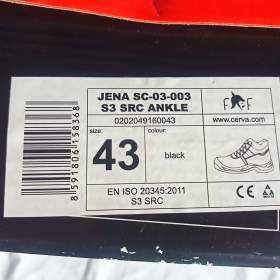 JENA SC-03-003
S3 SRC ANKLE
0202049160043
F F
www.cerva.com
size:
43
colour:
black
8591806158368
EN ISO 20345:2011
S3 SRC
CE